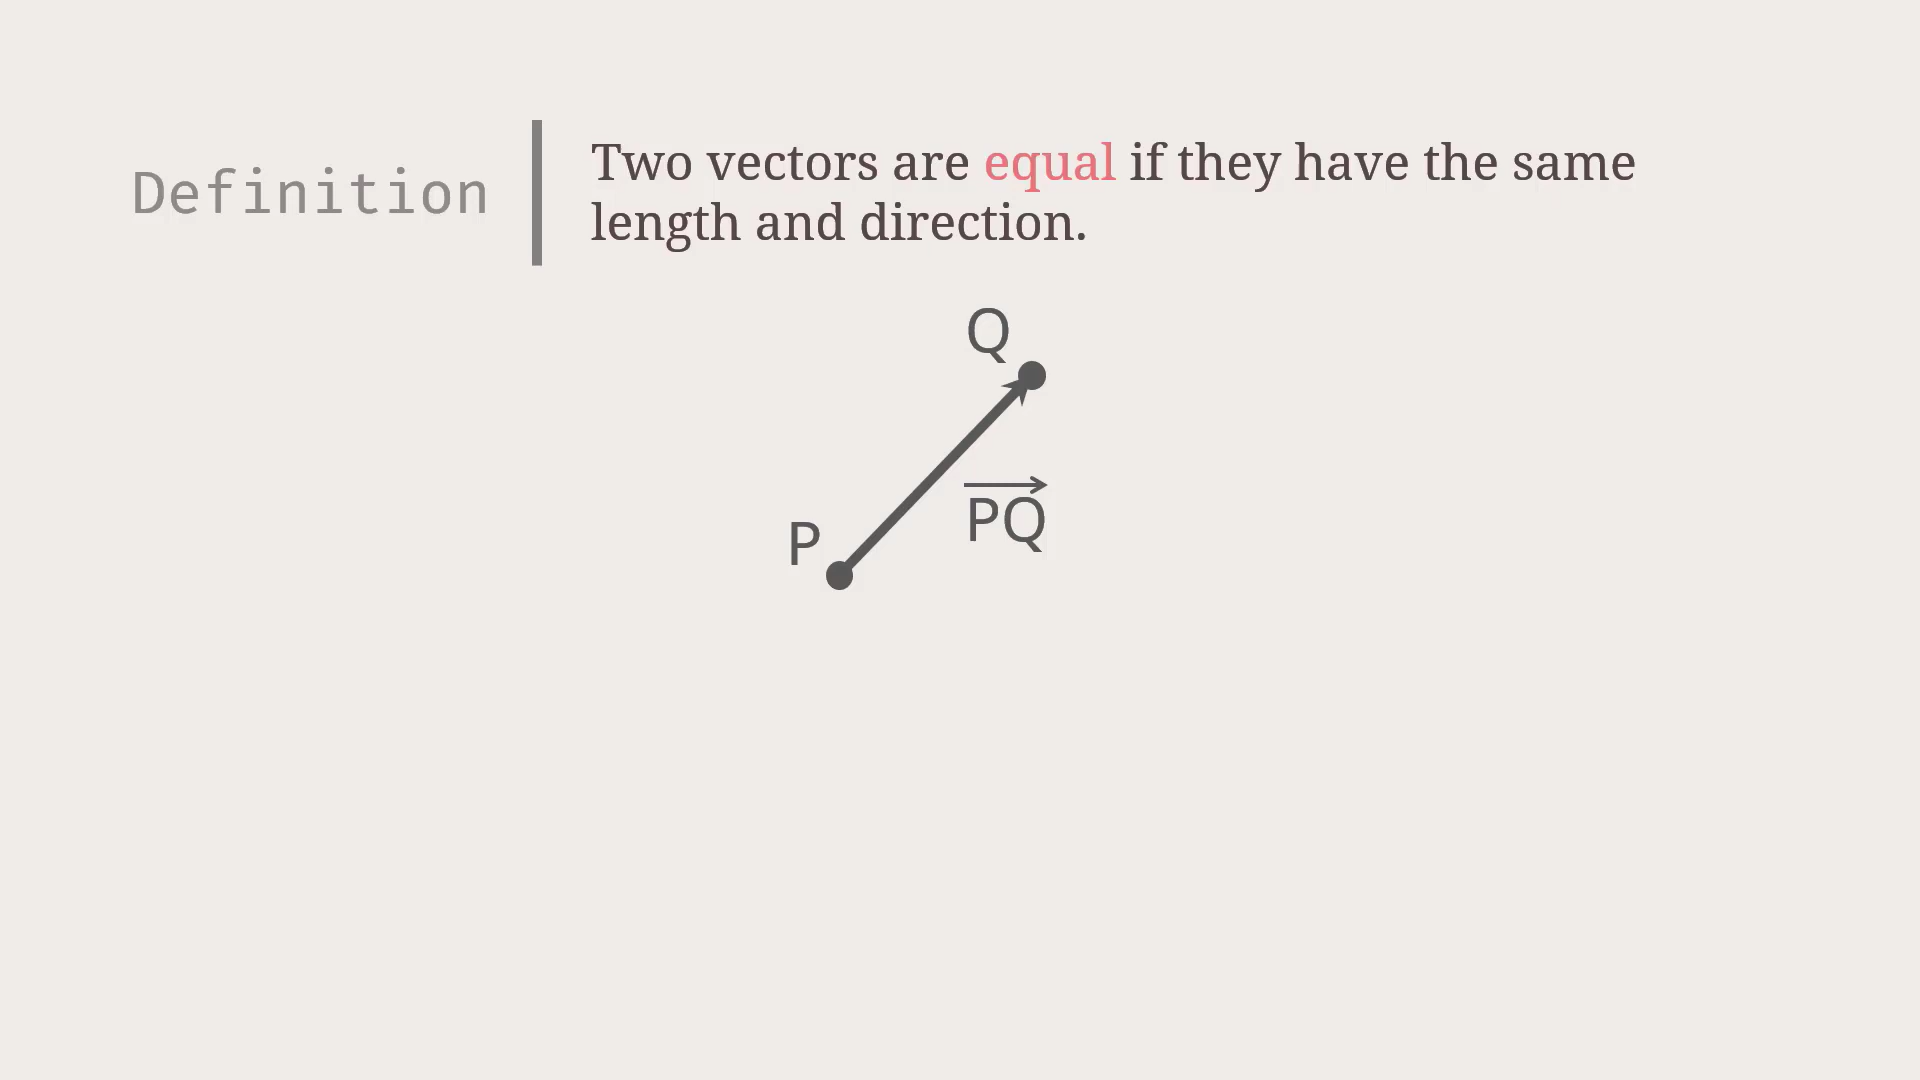 Definition
Two vectors are equal if they have the same
length and direction.
Q
PQ
P